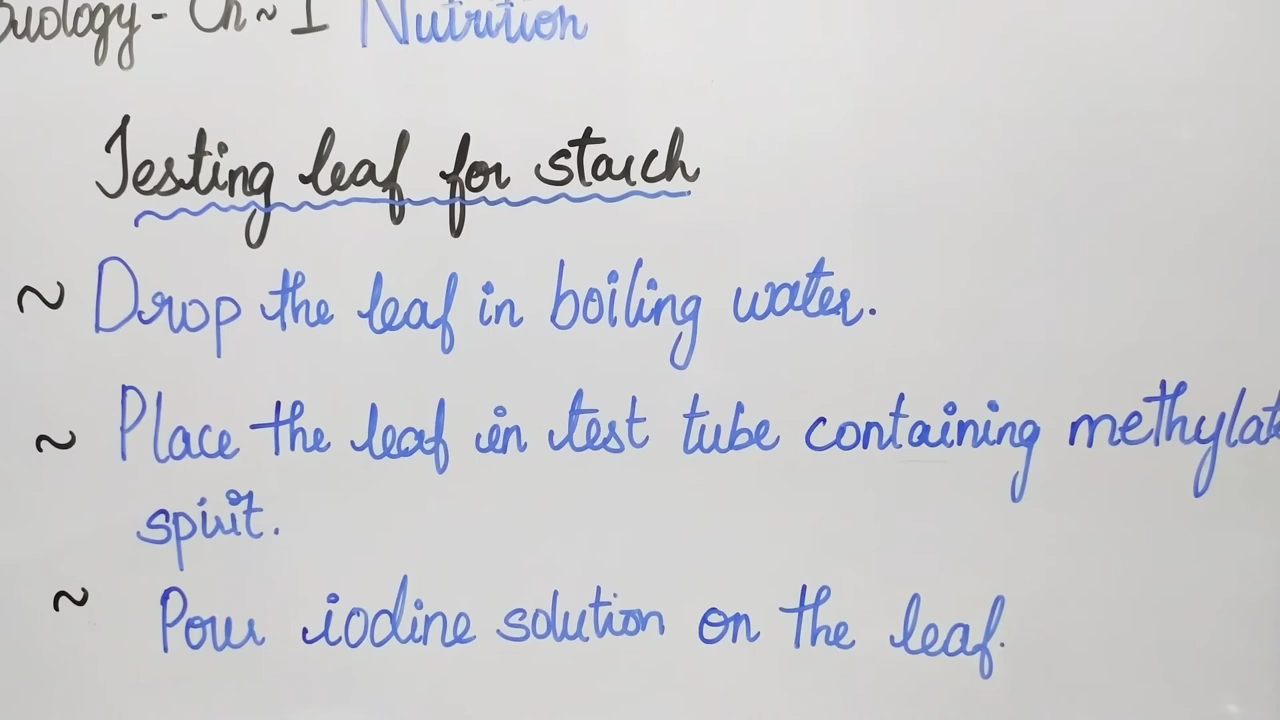 Biology - Ch ~ I Nutrition
Testing leaf for starch
~ Drop the leaf in boiling water.
~ Place the leaf in test tube containing methylat
spirit.
~ Pour iodine solution on the leaf.